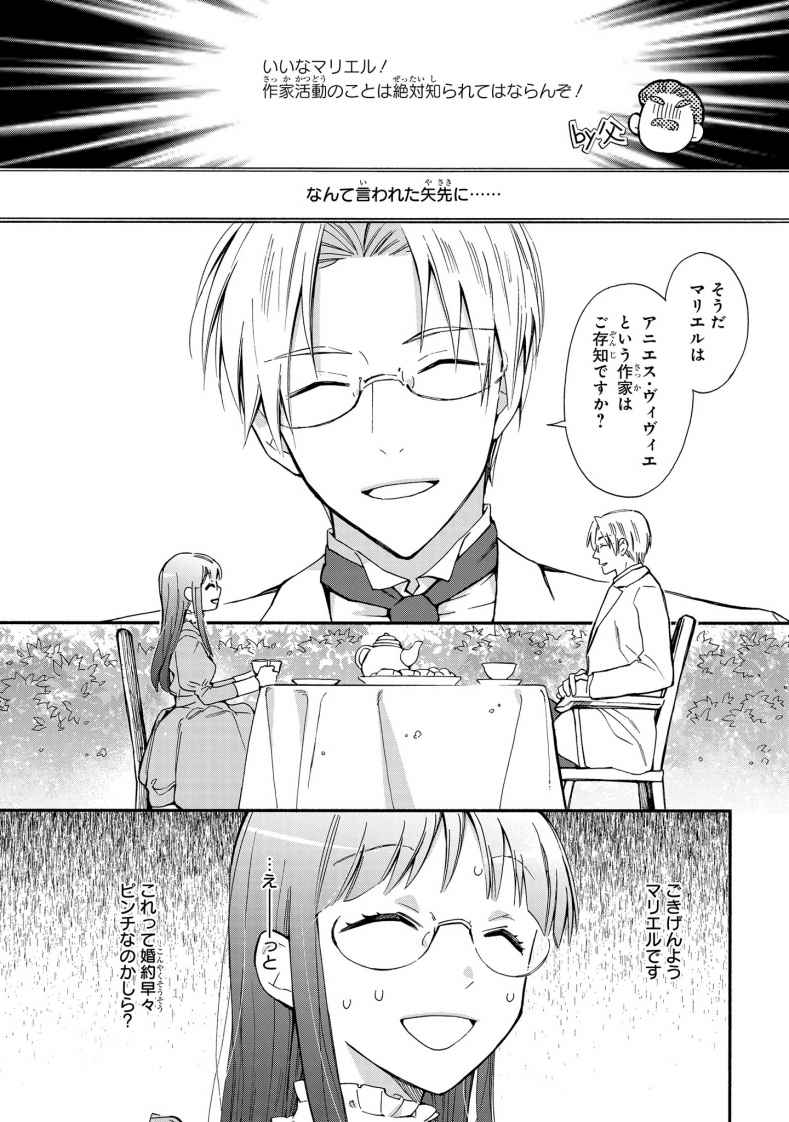 いいなマリエル!
作家活動のことは絶対知られてはならんぞ!
by父
なんて言われた矢先に……
そうだ
マリエルは
アニエス・ヴィヴィエ
という作家は
ご存知ですか?
ごきげんよう
マリエルです
…えーーっと
これって婚約早々
ピンチなのかしら?